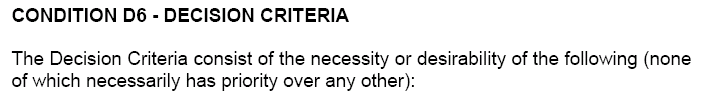 CONDITION D6 - DECISION CRITERIA
The Decision Criteria consist of the necessity or desirability of the following (none
of which necessarily has priority over any other):